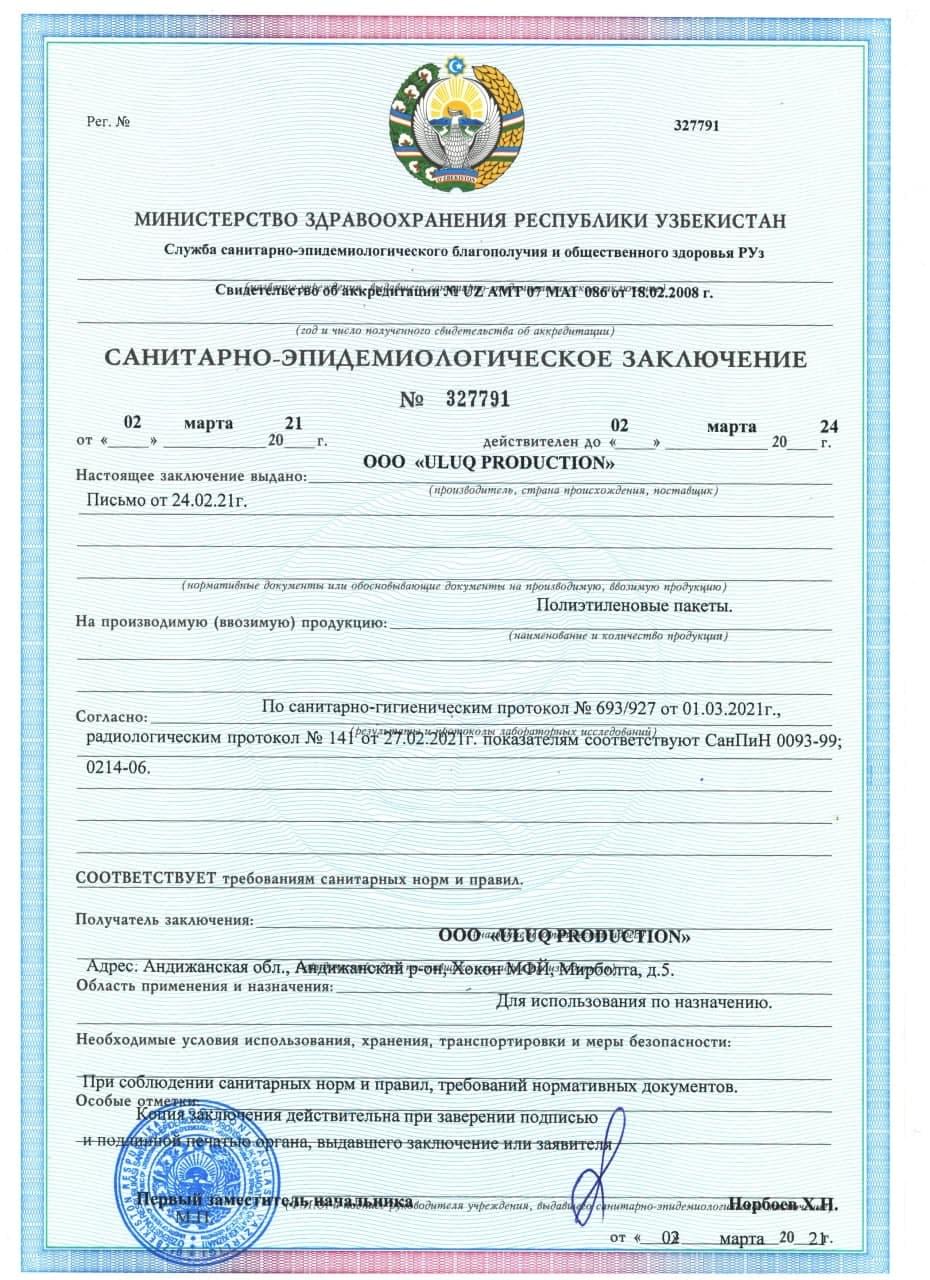 Рег. № 327791
O'ZBEKISTON
МИНИСТЕРСТВО ЗДРАВООХРАНЕНИЯ РЕСПУБЛИКИ УЗБЕКИСТАН
Служба санитарно-эпидемиологического благополучия и общественного здоровья РУз
Свидетельство об аккредитации № UZ AMT 07 MAI 086 от 18.02.2008 г.
(год и число полученного свидетельства об аккредитации)
САНИТАРНО-ЭПИДЕМИОЛОГИЧЕСКОЕ ЗАКЛЮЧЕНИЕ
№ 327791
от «02» марта 2021 г. действителен до «02» марта 2024 г.
Настоящее заключение выдано: ООО «ULUQ PRODUCTION»
(производитель, страна происхождения, поставщик)
Письмо от 24.02.21г.
(нормативные документы или обосновывающие документы на производимую, ввозимую продукцию)
Полиэтиленовые пакеты.
На производимую (ввозимую) продукцию:
(наименование и количество продукции)
Согласно: По санитарно-гигиеническим протокол № 693/927 от 01.03.2021г.,
(результаты и протоколы лабораторных исследований)
радиологическим протокол № 141 от 27.02.2021г. показателям соответствуют СанПиН 0093-99;
0214-06.
СООТВЕТСТВУЕТ требованиям санитарных норм и правил.
Получатель заключения:
ООО «ULUQ PRODUCTION»
Адрес: Андижанская обл., Андижанский р-он, Хокон МФЙ, Мирболта, д.5.
Область применения и назначения:
Для использования по назначению.
Необходимые условия использования, хранения, транспортировки и меры безопасности:
При соблюдении санитарных норм и правил, требований нормативных документов.
Особые отметки:
Копия заключения действительна при заверении подписью
и подлинной печатью органа, выдавшего заключение или заявителя
Первый заместитель начальника Норбоев Х.Н.
подпись руководителя учреждения, выдавшего санитарно-эпидемиологическое
М.П.
от «02» марта 2021г.